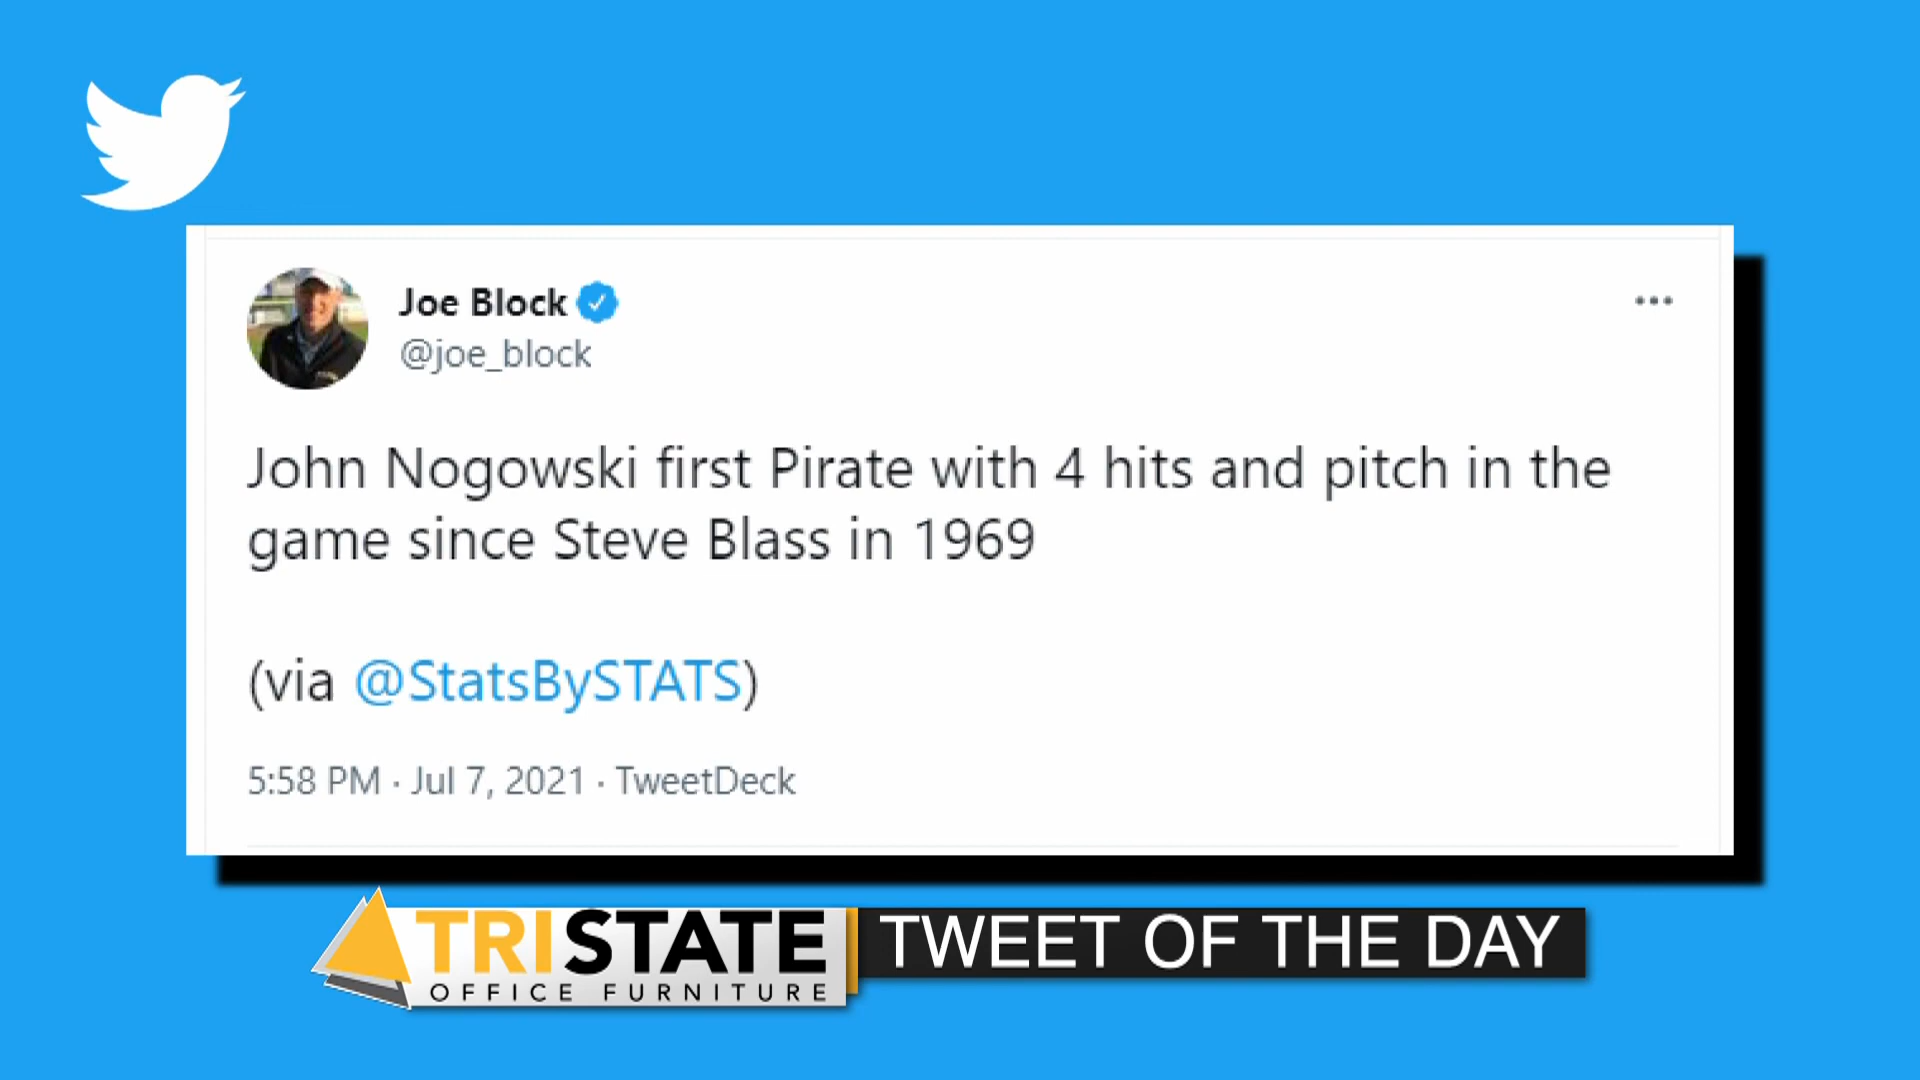 Joe Block
@joe_block
John Nogowski first Pirate with 4 hits and pitch in the
game since Steve Blass in 1969
(via @StatsBySTATS)
5:58 PM · Jul 7, 2021 · TweetDeck
TRISTATE
OFFICE FURNITURE
TWEET OF THE DAY